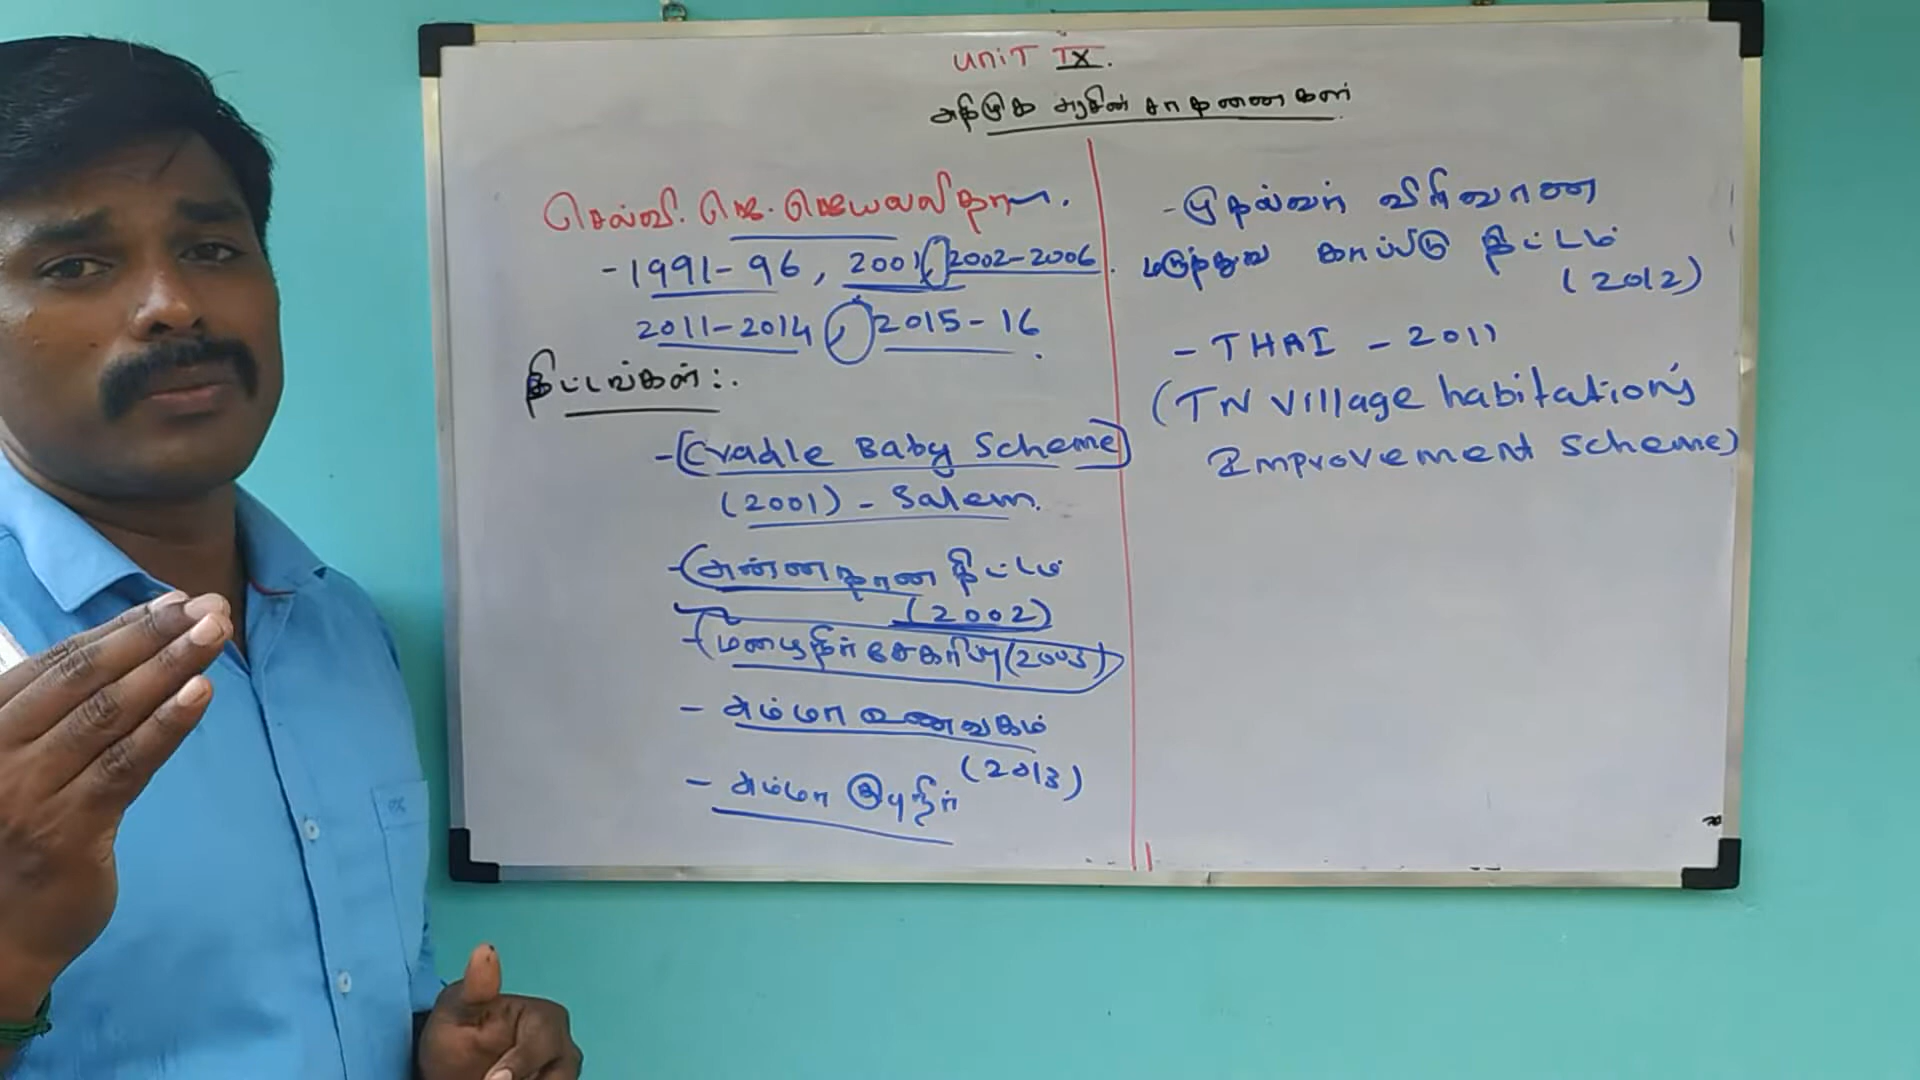 UNIT IX.
அதிமுக அரசின் சாதனைகள்
செல்வி. ஜெ. ஜெயலலிதா.
- 1991-96, 2001, 2002-2006.
2011-2014, 2015-16.
திட்டங்கள்:.
- Cradle Baby Scheme
(2001) - Salem.
- அன்னதான திட்டம்
(2002)
- மழைநீர் சேகரிப்பு (2003)
- அம்மா உணவகம்
(2013)
- அம்மா குடிநீர்
- முதல்வர் விரிவான
மருத்துவ காப்பீடு திட்டம்
(2012)
- THAI - 2011
(TN Village habitation's
Improvement Scheme)